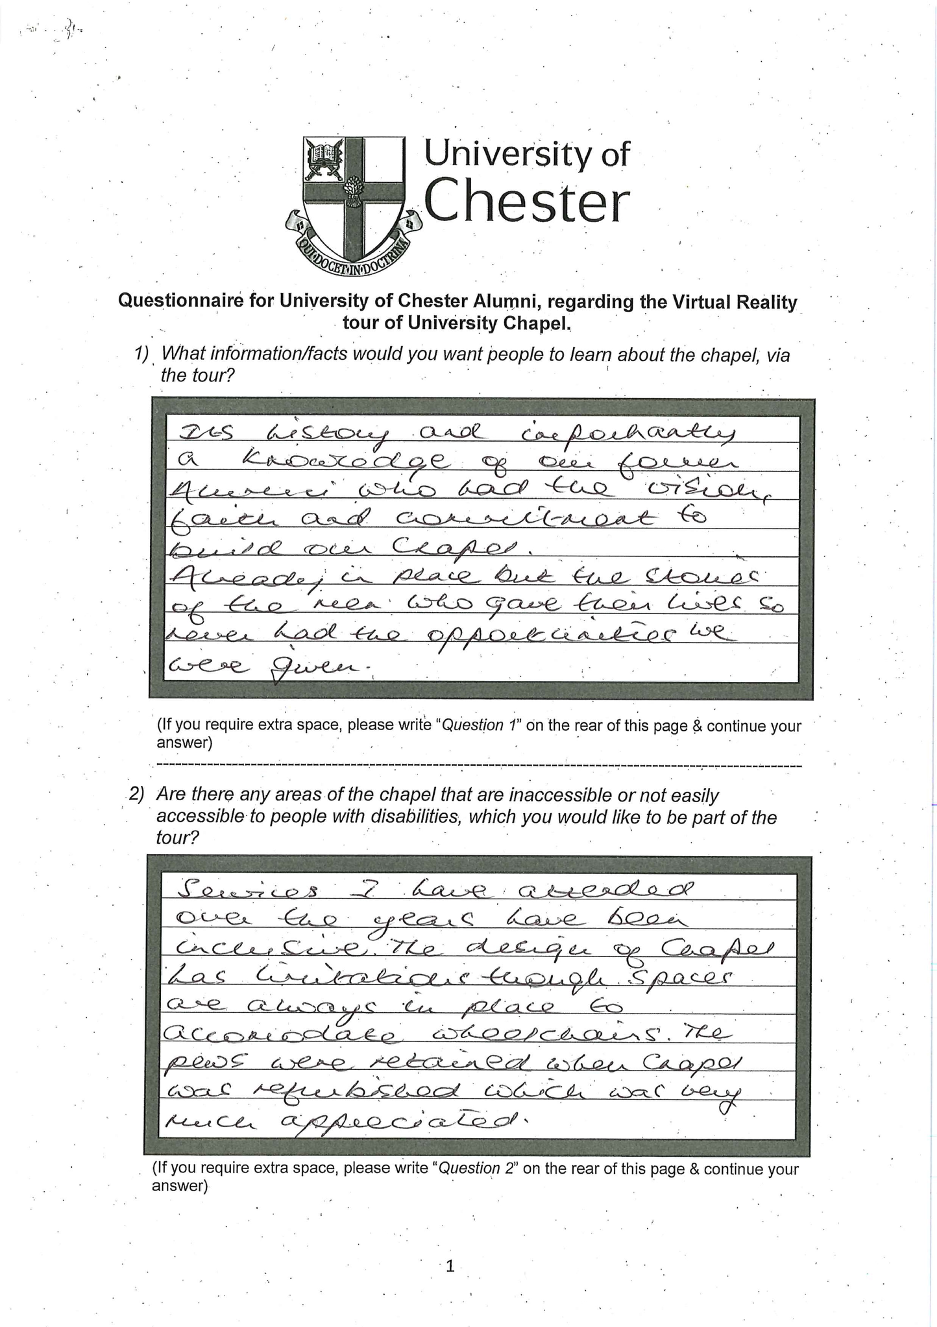 University of
Chester
QUI·DOCET·IN·DOCTRINA
Questionnaire for University of Chester Alumni, regarding the Virtual Reality
tour of University Chapel.
1) What information/facts would you want people to learn about the chapel, via
the tour?
Its history and importantly
a knowledge of our former
Alumni who had the vision,
faith and commitment to
build our Chapel.
Already in place but the stories
of the men who gave their lives so
never had the opportunities we
were given.
(If you require extra space, please write "Question 1" on the rear of this page & continue your
answer)
2) Are there any areas of the chapel that are inaccessible or not easily
accessible to people with disabilities, which you would like to be part of the
tour?
Services I have attended
over the years have been
inclusive. The design of Chapel
has limitations though spaces
are always in place to
accomodate wheelchairs. The
pews were retained when Chapel
was refurbished which was very
much appreciated.
(If you require extra space, please write "Question 2" on the rear of this page & continue your
answer)
1